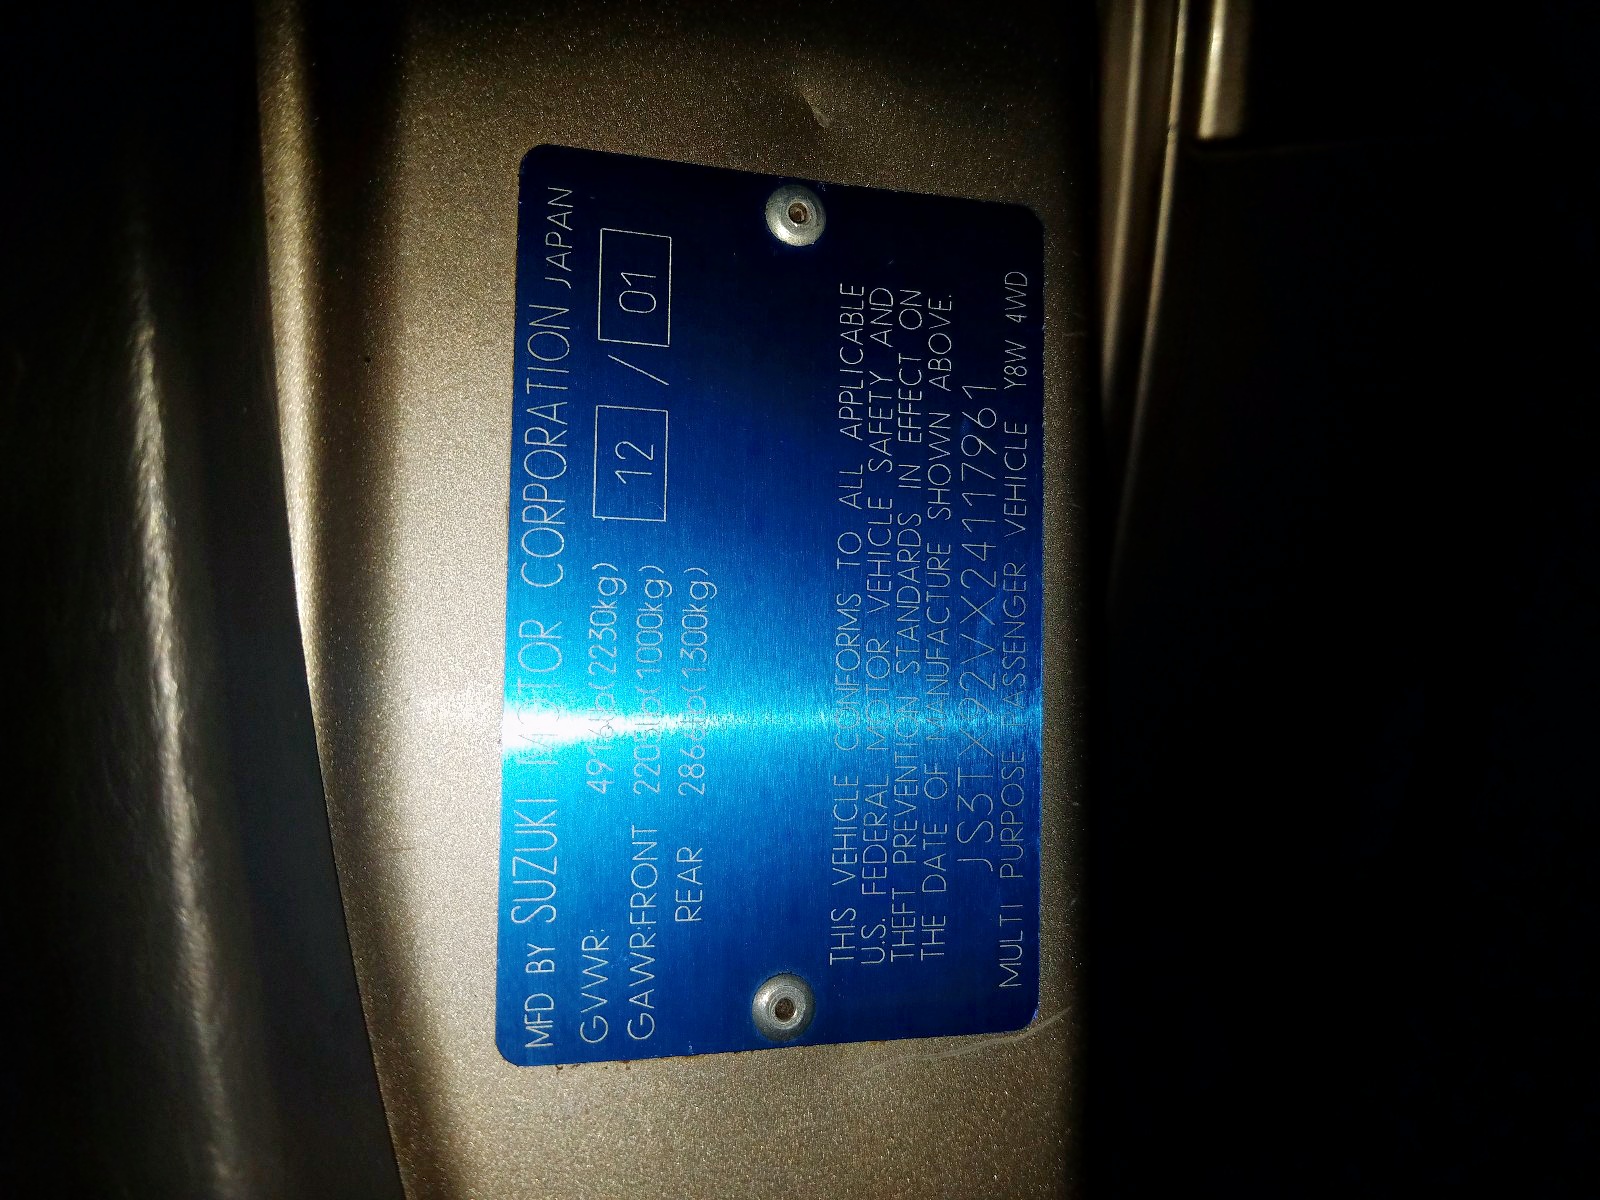 MFD BY SUZUKI MOTOR CORPORATION JAPAN
GVWR: 4916Lb(2230kg) 12 / 01
GAWR:FRONT 2205Lb(1000kg)
REAR 2866Lb(1300kg)
THIS VEHICLE CONFORMS TO ALL APPLICABLE
U.S. FEDERAL MOTOR VEHICLE SAFETY AND
THEFT PREVENTION STANDARDS IN EFFECT ON
THE DATE OF MANUFACTURE SHOWN ABOVE.
JS3TX92VX24117961
MULTI PURPOSE PASSENGER VEHICLE Y8W 4WD